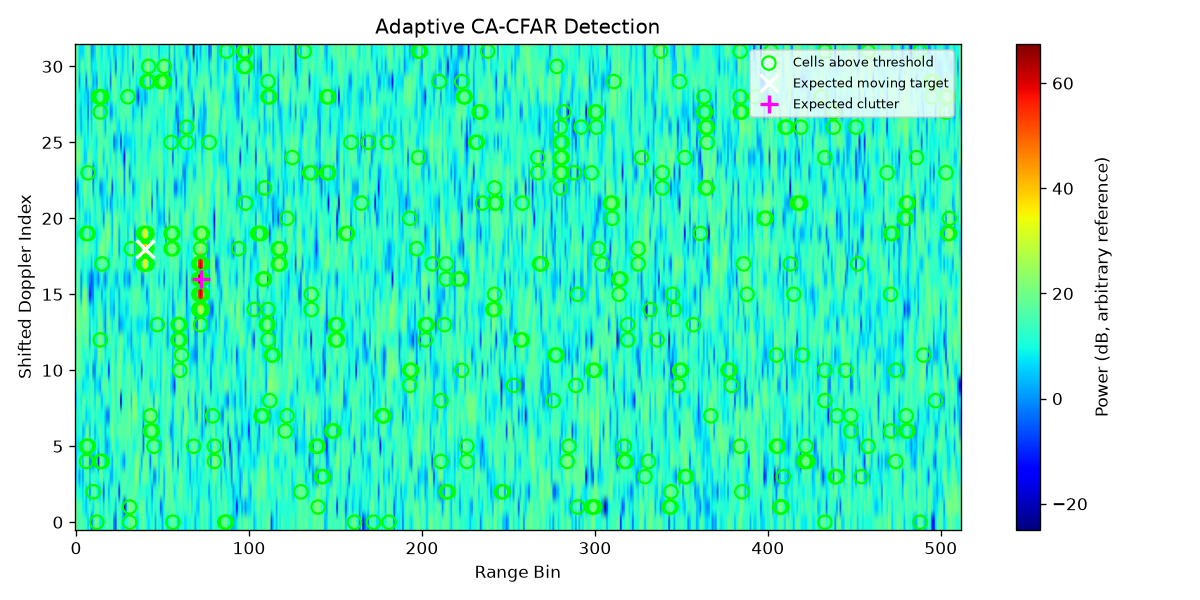 Adaptive CA-CFAR Detection
Cells above threshold
Expected moving target
Expected clutter
Shifted Doppler Index
30
25
20
15
10
5
0
0 100 200 300 400 500
Range Bin
60
40
20
0
−20
Power (dB, arbitrary reference)